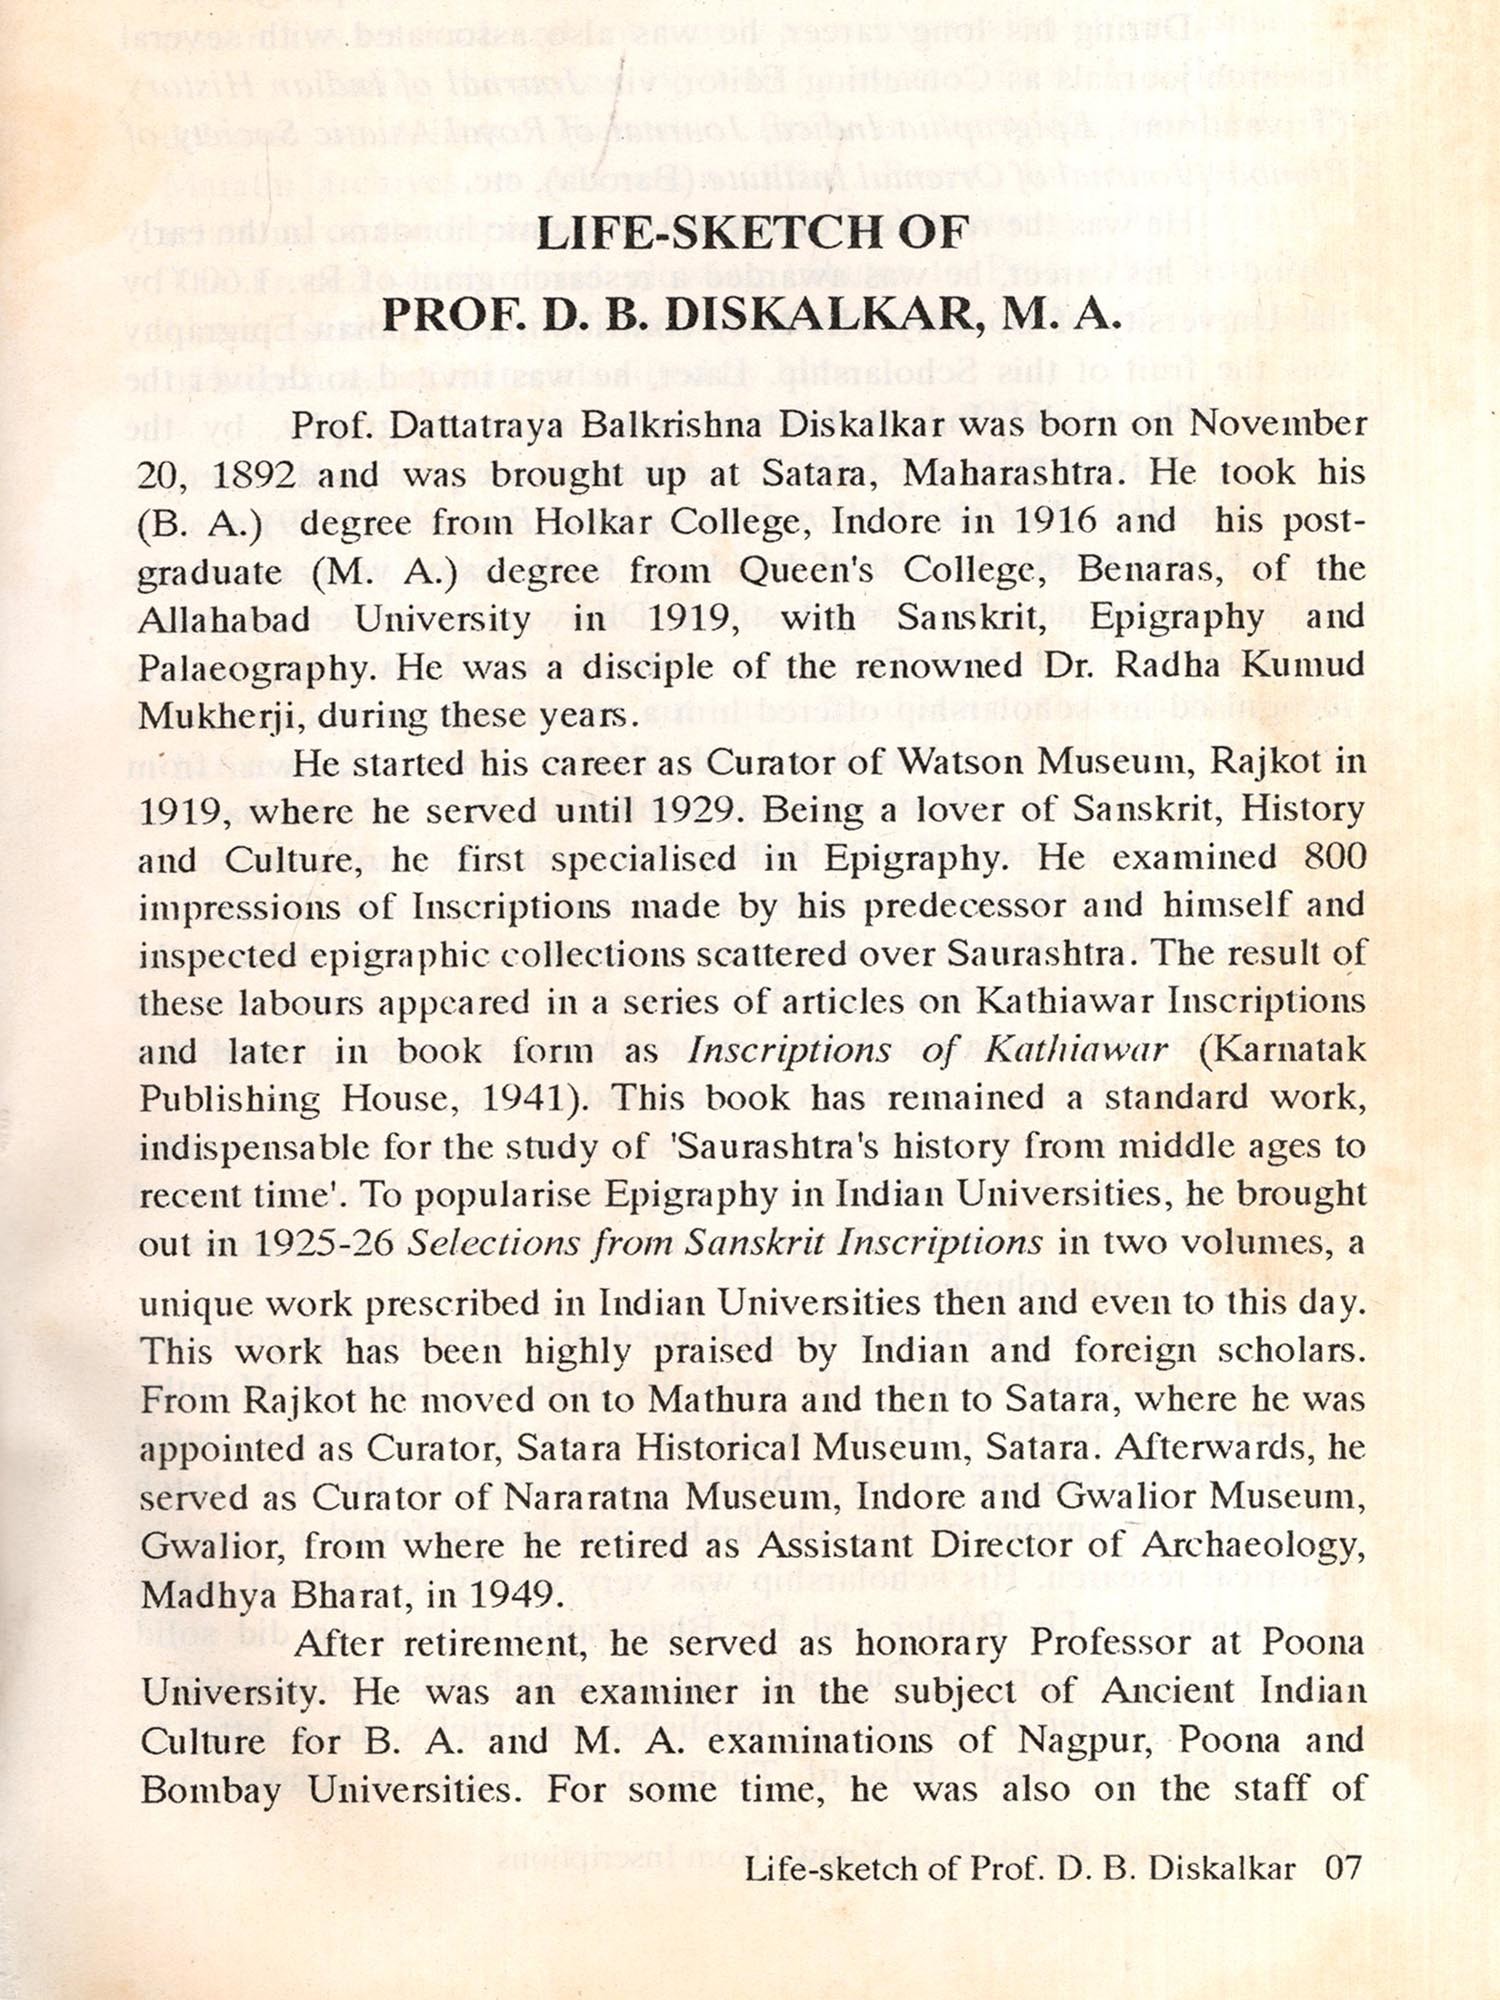 LIFE-SKETCH OF
PROF. D. B. DISKALKAR, M. A.
Prof. Dattatraya Balkrishna Diskalkar was born on November
20, 1892 and was brought up at Satara, Maharashtra. He took his
(B. A.) degree from Holkar College, Indore in 1916 and his post-
graduate (M. A.) degree from Queen's College, Benaras, of the
Allahabad University in 1919, with Sanskrit, Epigraphy and
Palaeography. He was a disciple of the renowned Dr. Radha Kumud
Mukherji, during these years.
He started his career as Curator of Watson Museum, Rajkot in
1919, where he served until 1929. Being a lover of Sanskrit, History
and Culture, he first specialised in Epigraphy. He examined 800
impressions of Inscriptions made by his predecessor and himself and
inspected epigraphic collections scattered over Saurashtra. The result of
these labours appeared in a series of articles on Kathiawar Inscriptions
and later in book form as Inscriptions of Kathiawar (Karnatak
Publishing House, 1941). This book has remained a standard work,
indispensable for the study of 'Saurashtra's history from middle ages to
recent time'. To popularise Epigraphy in Indian Universities, he brought
out in 1925-26 Selections from Sanskrit Inscriptions in two volumes, a
unique work prescribed in Indian Universities then and even to this day.
This work has been highly praised by Indian and foreign scholars.
From Rajkot he moved on to Mathura and then to Satara, where he was
appointed as Curator, Satara Historical Museum, Satara. Afterwards, he
served as Curator of Nararatna Museum, Indore and Gwalior Museum,
Gwalior, from where he retired as Assistant Director of Archaeology,
Madhya Bharat, in 1949.
After retirement, he served as honorary Professor at Poona
University. He was an examiner in the subject of Ancient Indian
Culture for B. A. and M. A. examinations of Nagpur, Poona and
Bombay Universities. For some time, he was also on the staff of
Life-sketch of Prof. D. B. Diskalkar 07